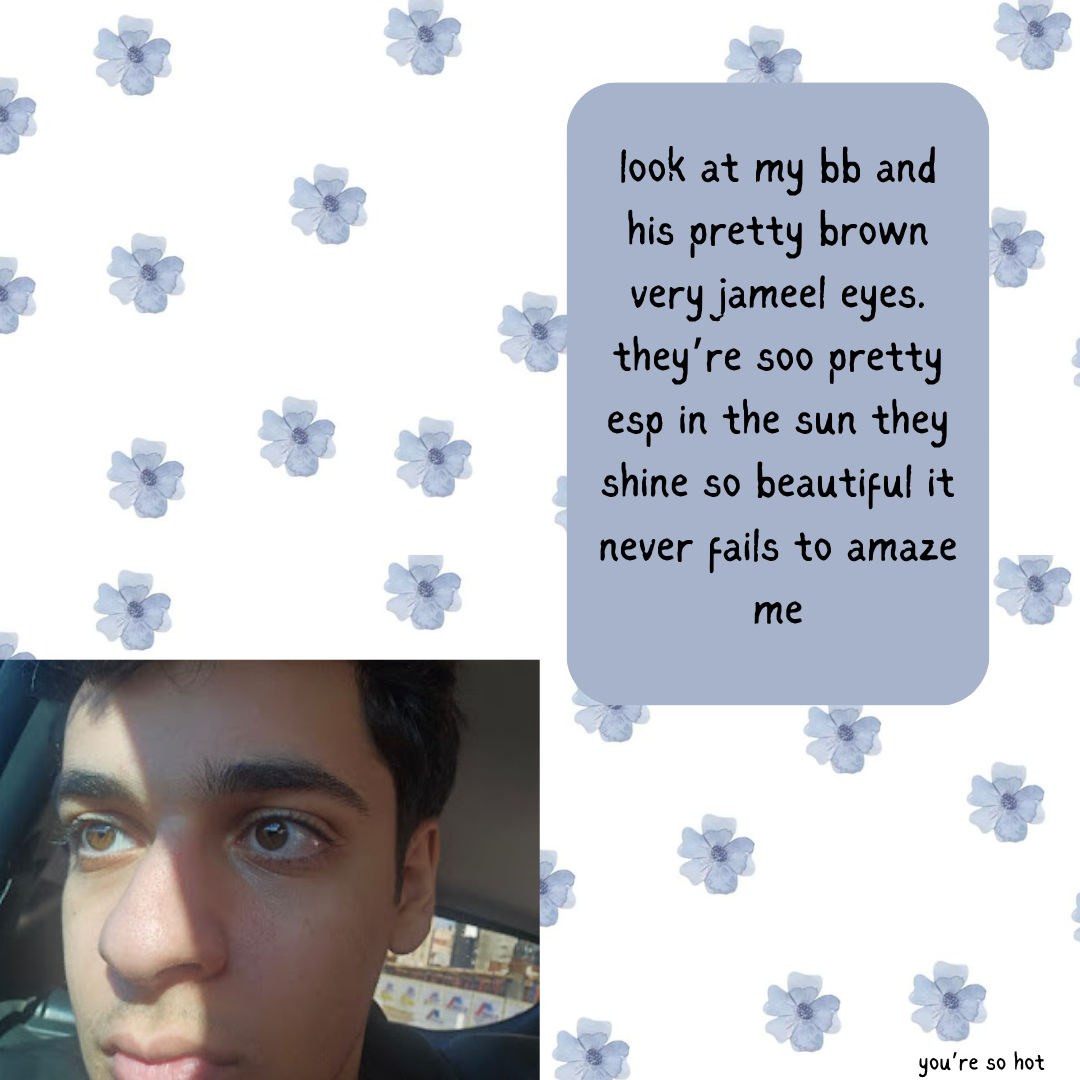 look at my bb and
his pretty brown
very jameel eyes.
they're soo pretty
esp in the sun they
shine so beautiful it
never fails to amaze
me
you're so hot